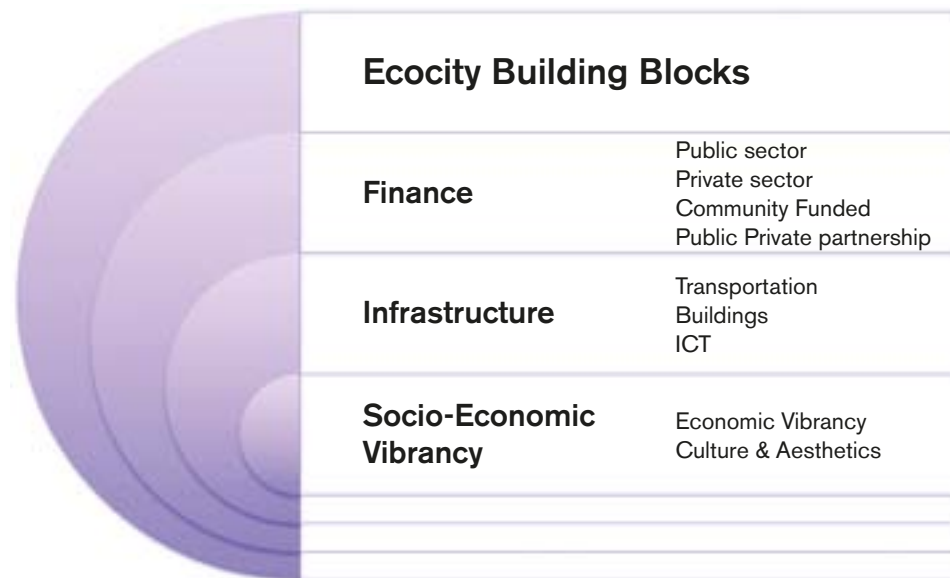 Ecocity Building Blocks
Finance
Public sector
Private sector
Community Funded
Public Private partnership
Infrastructure
Transportation
Buildings
ICT
Socio-Economic
Vibrancy
Economic Vibrancy
Culture & Aesthetics